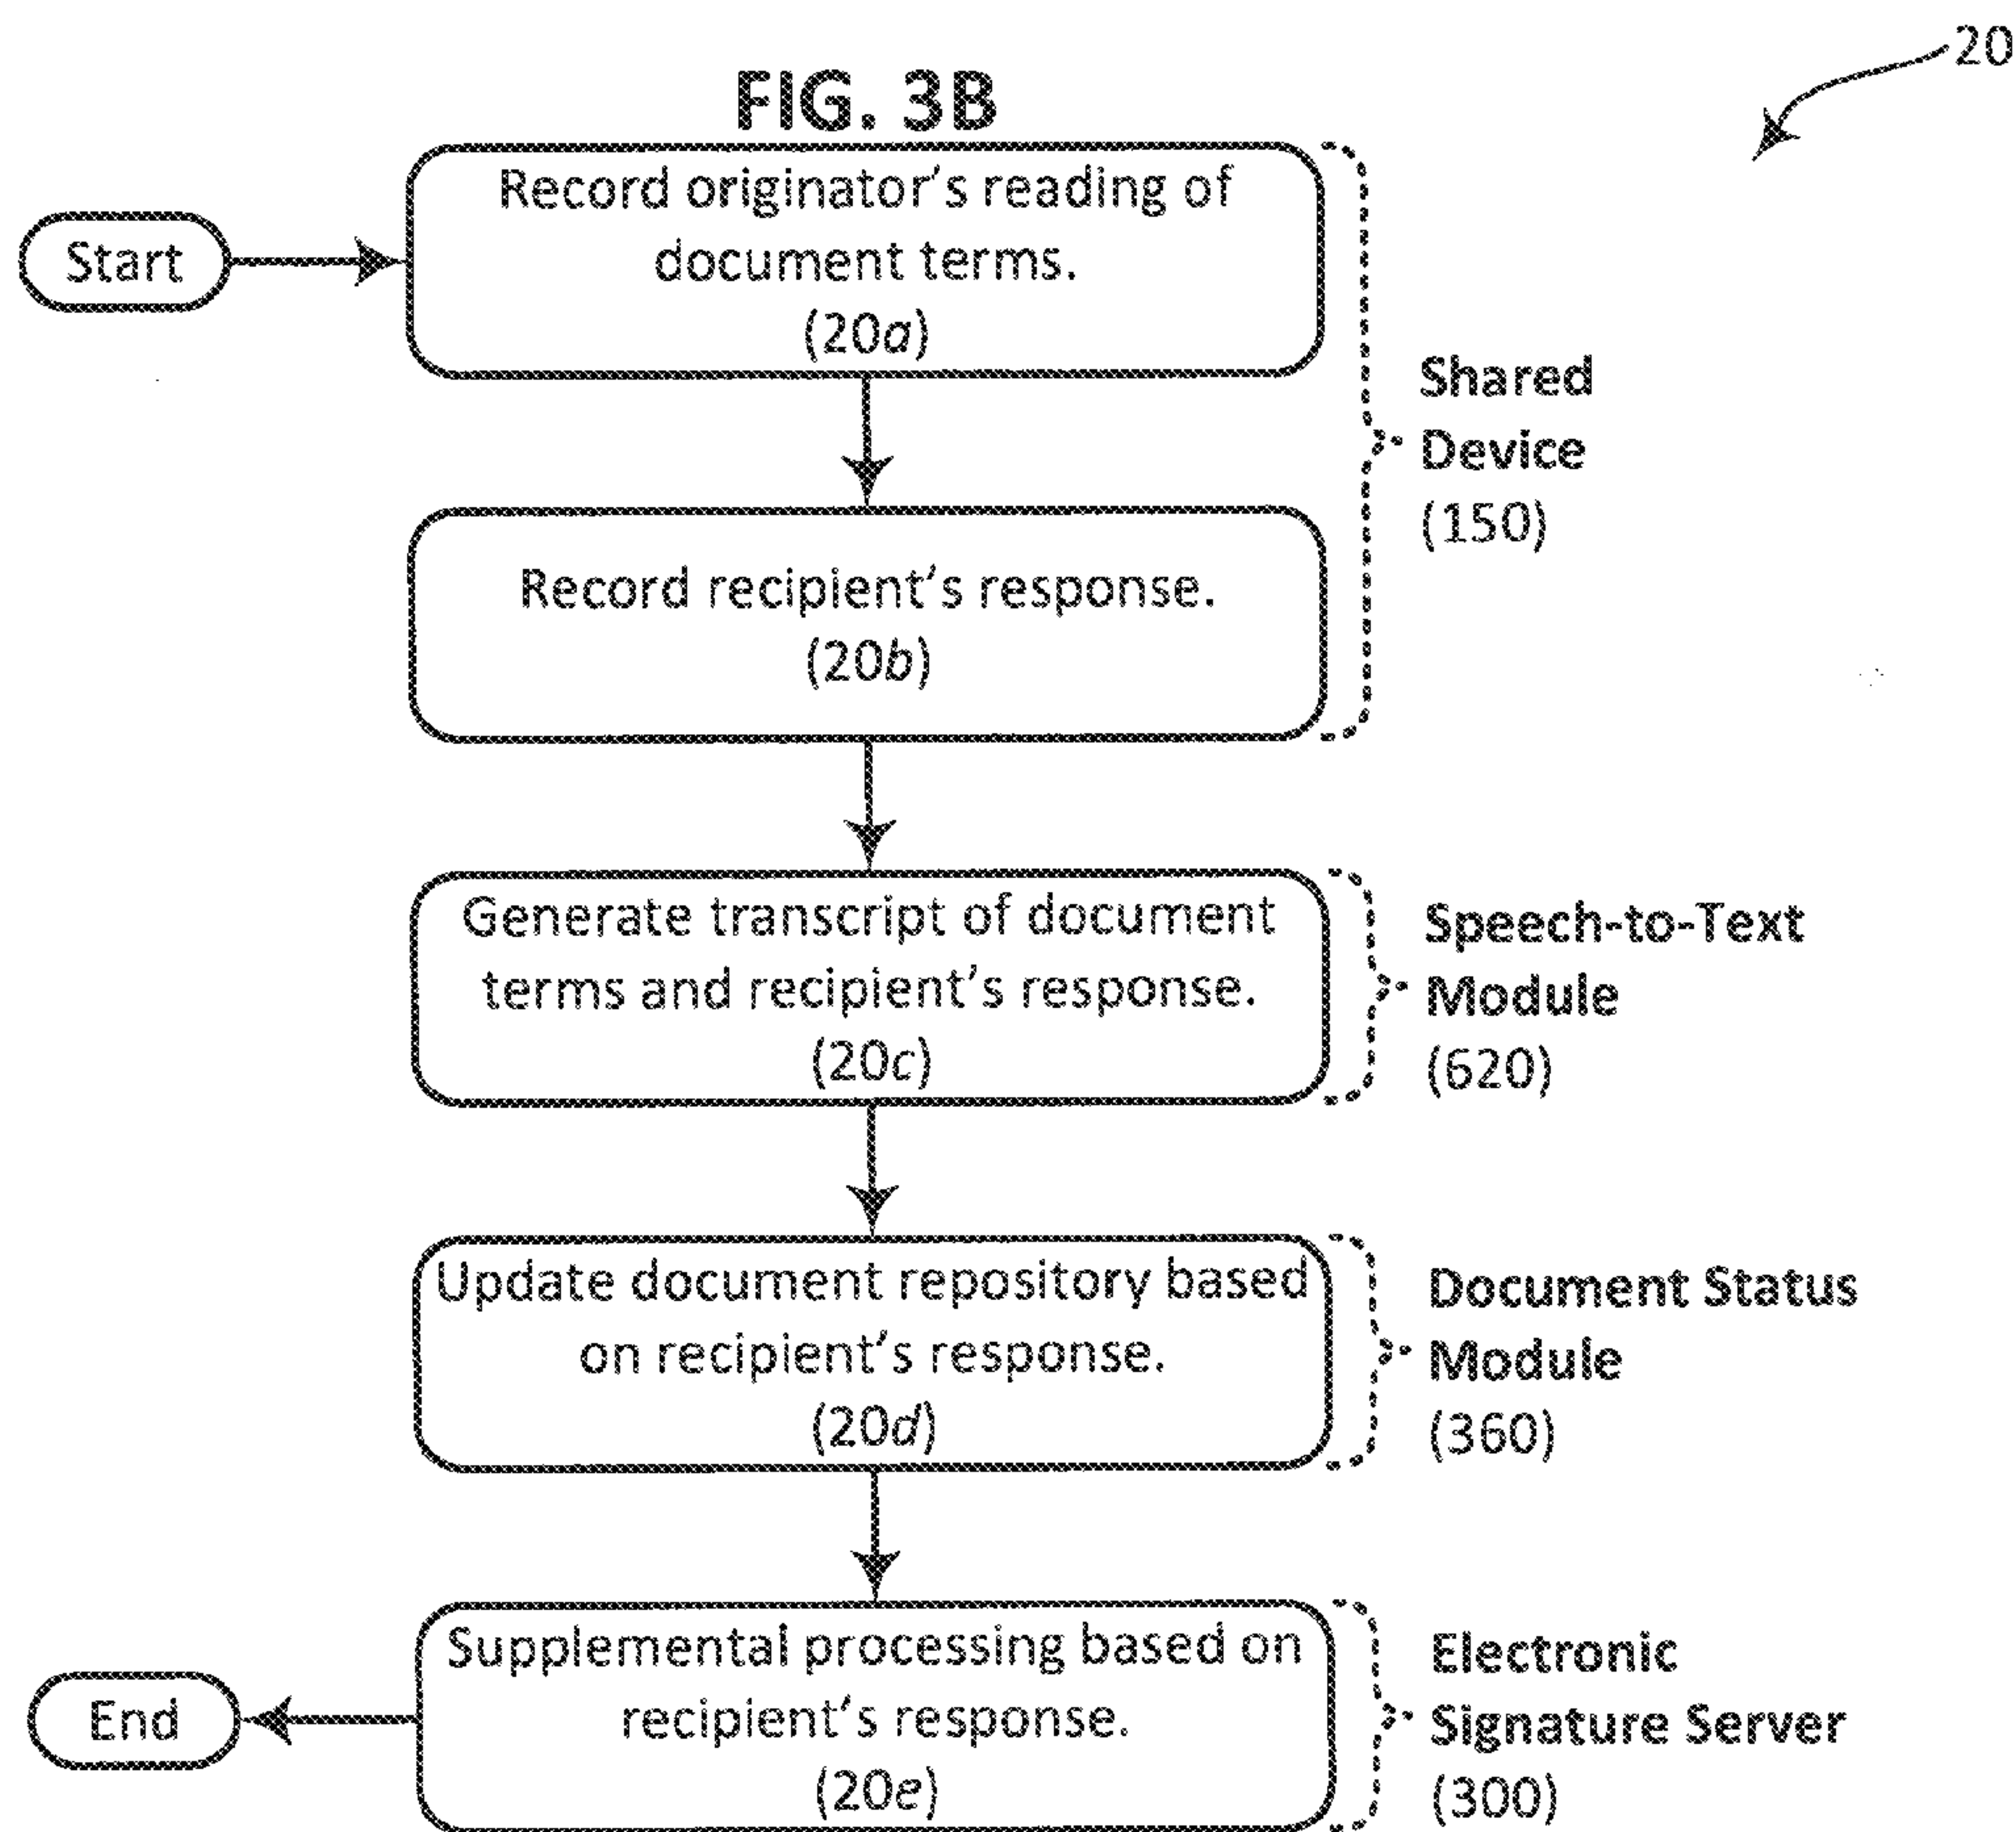 20
FIG. 3B
Start
Record originator's reading of
document terms.
(20a)
Shared
Device
(150)
Record recipient's response.
(20b)
Generate transcript of document
terms and recipient's response.
(20c)
Speech-to-Text
Module
(620)
Update document repository based
on recipient's response.
(20d)
Document Status
Module
(360)
Supplemental processing based on
recipient's response.
(20e)
Electronic
Signature Server
(300)
End